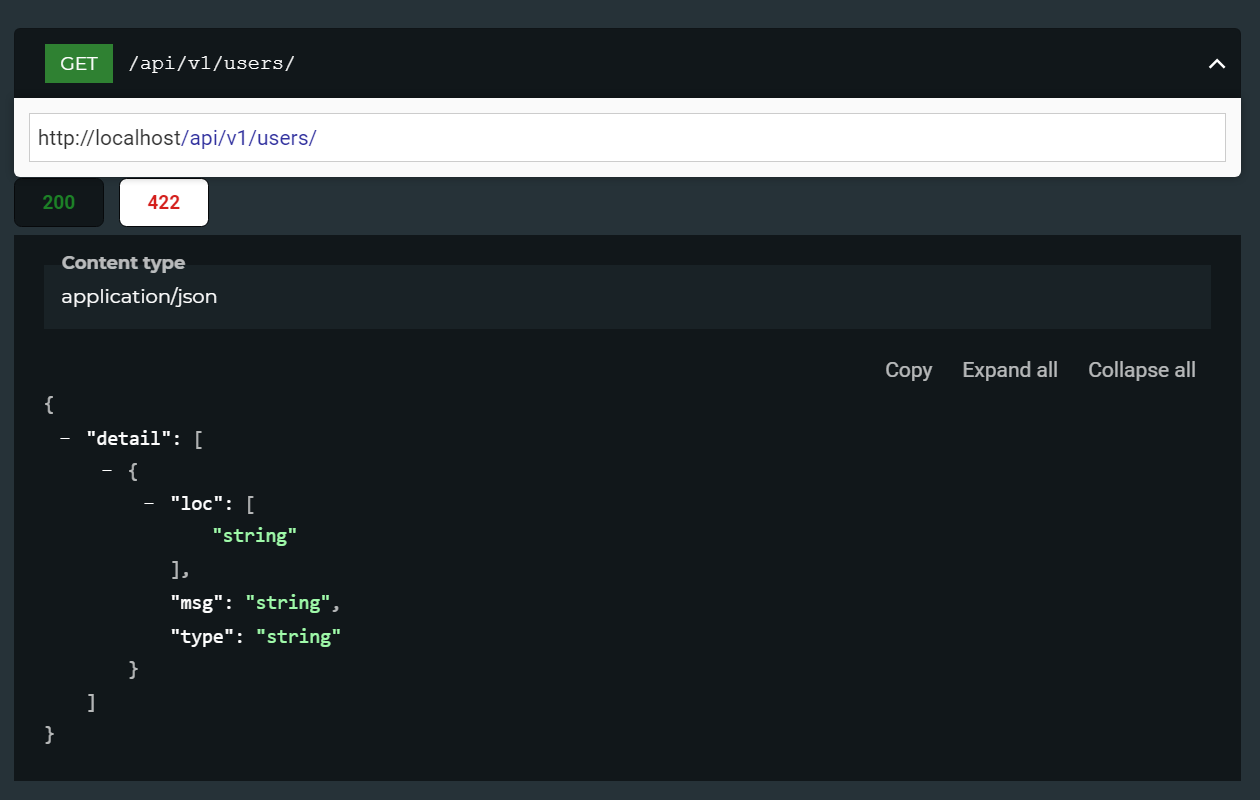 GET /api/v1/users/
http://localhost/api/v1/users/
200 422
Content type
application/json
Copy Expand all Collapse all
{
− "detail": [
− {
− "loc": [
"string"
],
"msg": "string",
"type": "string"
}
]
}